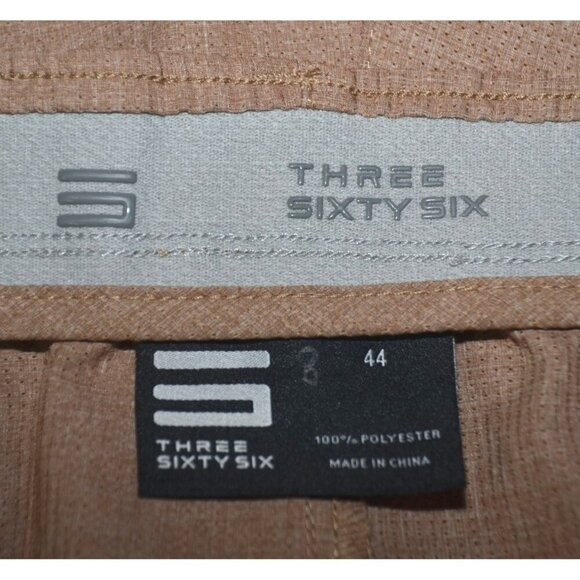 THREE
SIXTY SIX
44
THREE
SIXTY SIX
100% POLYESTER
MADE IN CHINA